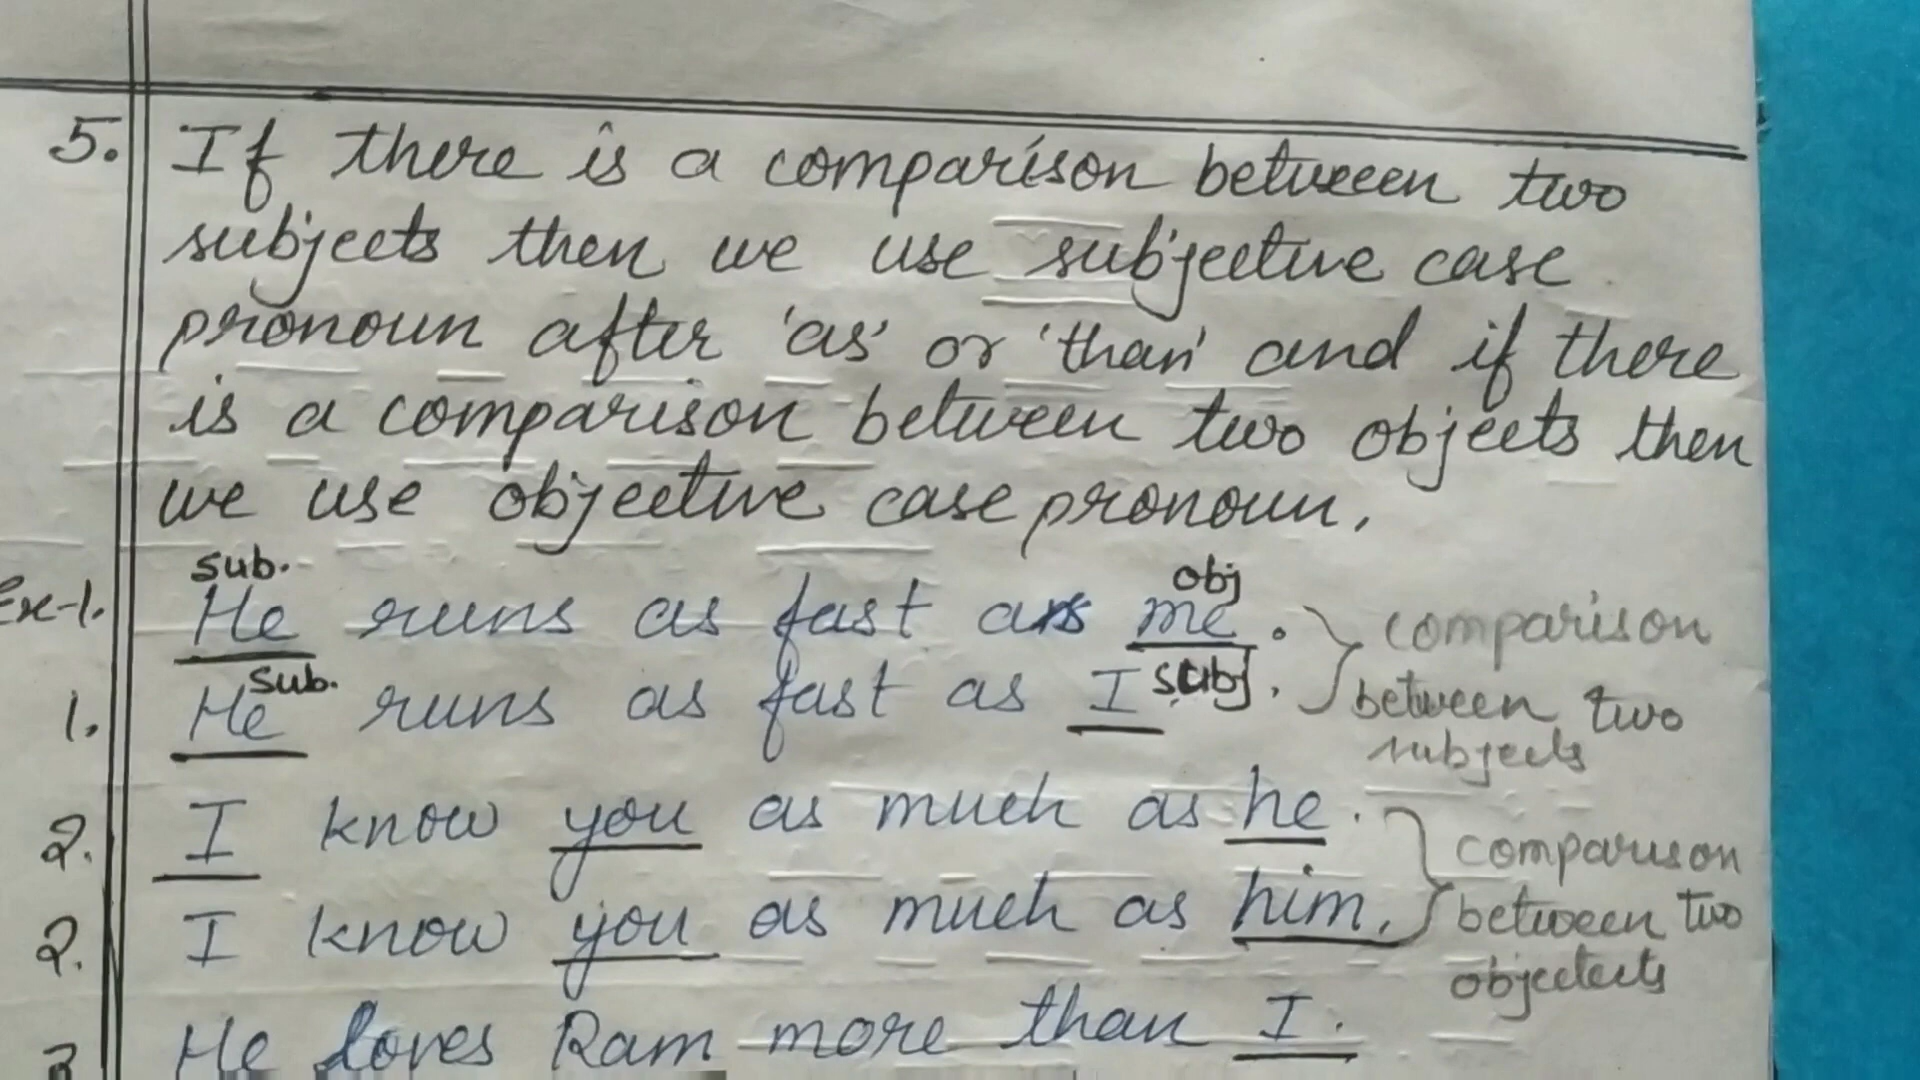 5. If there is a comparison between two
subjects then we use subjective case
pronoun after 'as' or 'than' and if there
is a comparison between two objects then
we use objective case pronoun.
sub. obj
Ex-1. He runs as fast as me. comparison
sub. subj
1. He runs as fast as I. between two
subjects
2. I know you as much as he. comparison
2. I know you as much as him. between two
objectects
3 He loves Ram more than I.